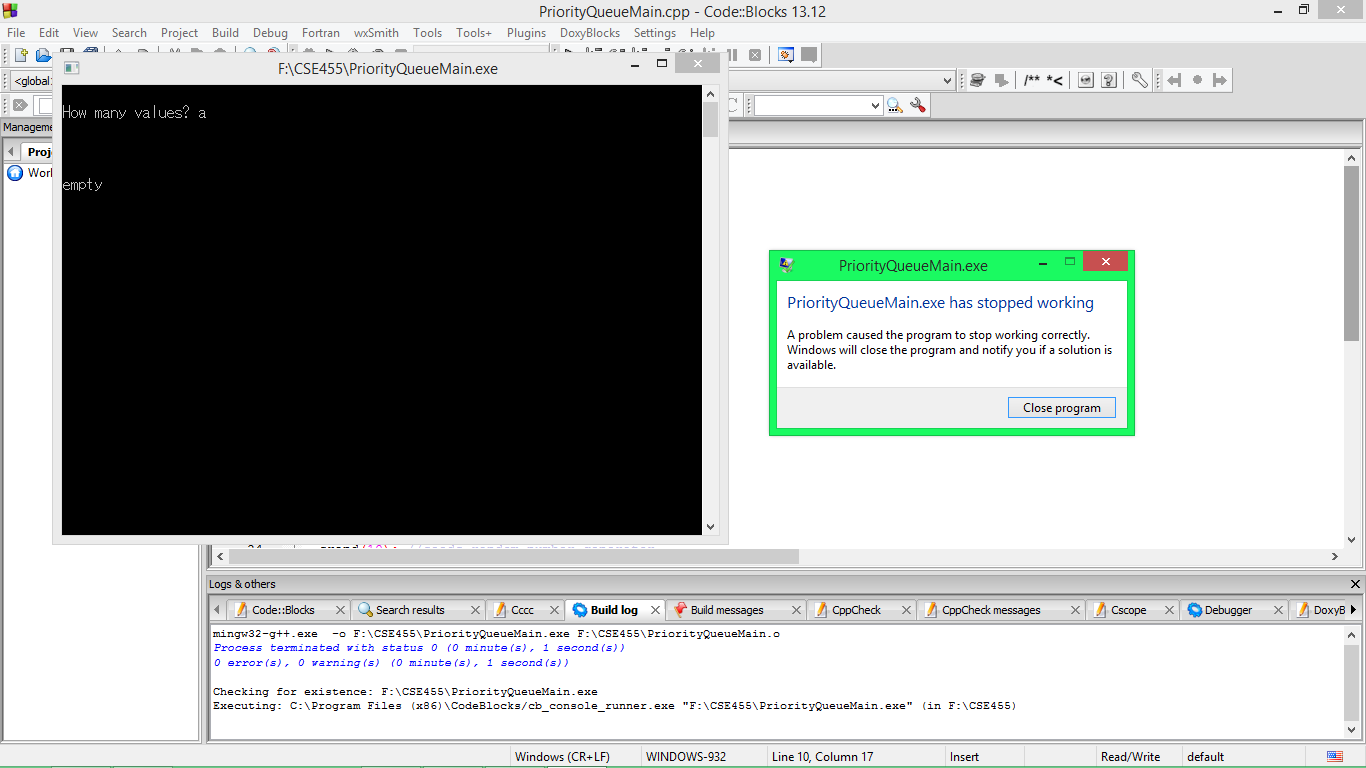 PriorityQueueMain.cpp - Code::Blocks 13.12
File Edit View Search Project Build Debug Fortran wxSmith Tools Tools+ Plugins DoxyBlocks Settings Help
F:\CSE455\PriorityQueueMain.exe
<global
/** *<
Manageme
Proj
Worl
How many values? a
empty
PriorityQueueMain.exe
PriorityQueueMain.exe has stopped working
A problem caused the program to stop working correctly.
Windows will close the program and notify you if a solution is
available.
Close program
Logs & others
Code::Blocks Search results Cccc Build log Build messages CppCheck CppCheck messages Cscope Debugger DoxyB
mingw32-g++.exe -o F:\CSE455\PriorityQueueMain.exe F:\CSE455\PriorityQueueMain.o
Process terminated with status 0 (0 minute(s), 1 second(s))
0 error(s), 0 warning(s) (0 minute(s), 1 second(s))
Checking for existence: F:\CSE455\PriorityQueueMain.exe
Executing: C:\Program Files (x86)\CodeBlocks/cb_console_runner.exe "F:\CSE455\PriorityQueueMain.exe" (in F:\CSE455)
Windows (CR+LF) WINDOWS-932 Line 10, Column 17 Insert Read/Write default